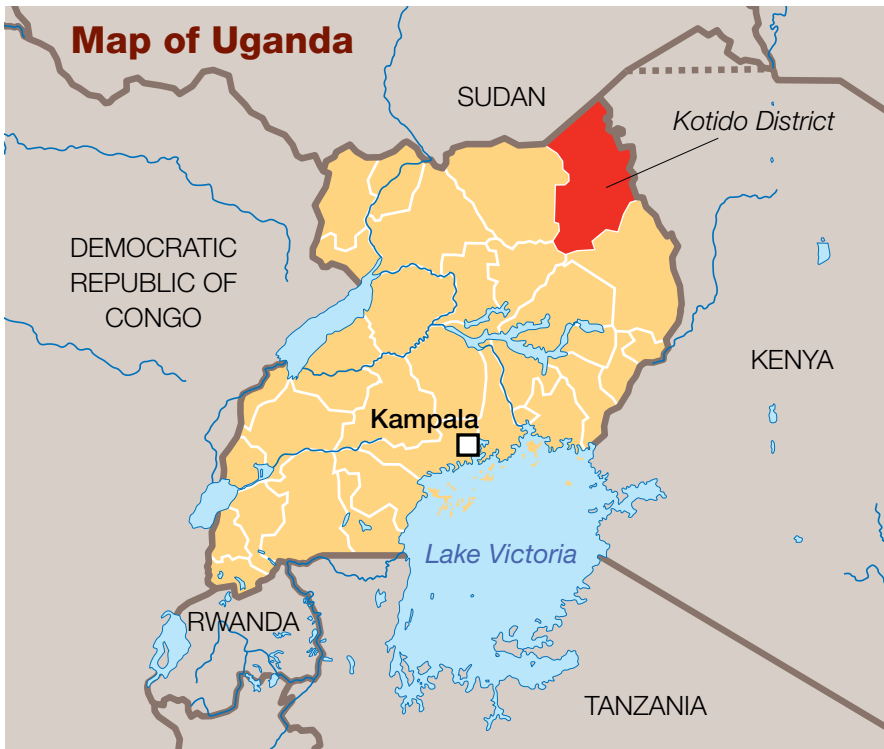 Map of Uganda
SUDAN
Kotido District
DEMOCRATIC
REPUBLIC OF
CONGO
KENYA
Kampala
Lake Victoria
RWANDA
TANZANIA